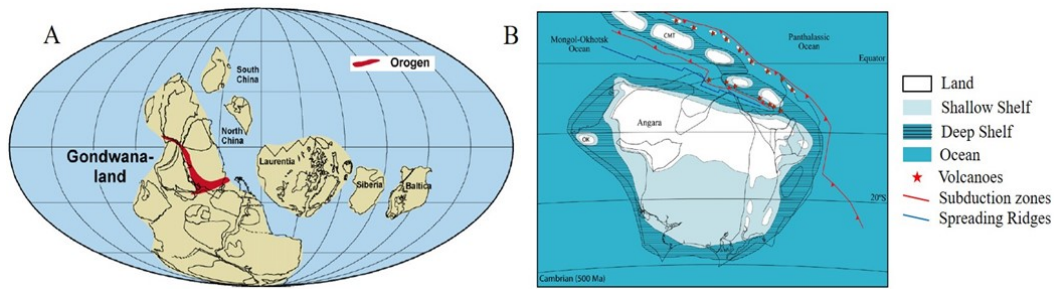 A
South
China
North
China
Gondwana-
land
Laurentia
Siberia
Baltica
Orogen
B
Mongol-Okhotsk
Ocean
CMT
Panthalassic
Ocean
Equator
Angara
20°S
Cambrian (500 Ma)
Land
Shallow Shelf
Deep Shelf
Ocean
Volcanoes
Subduction zones
Spreading Ridges